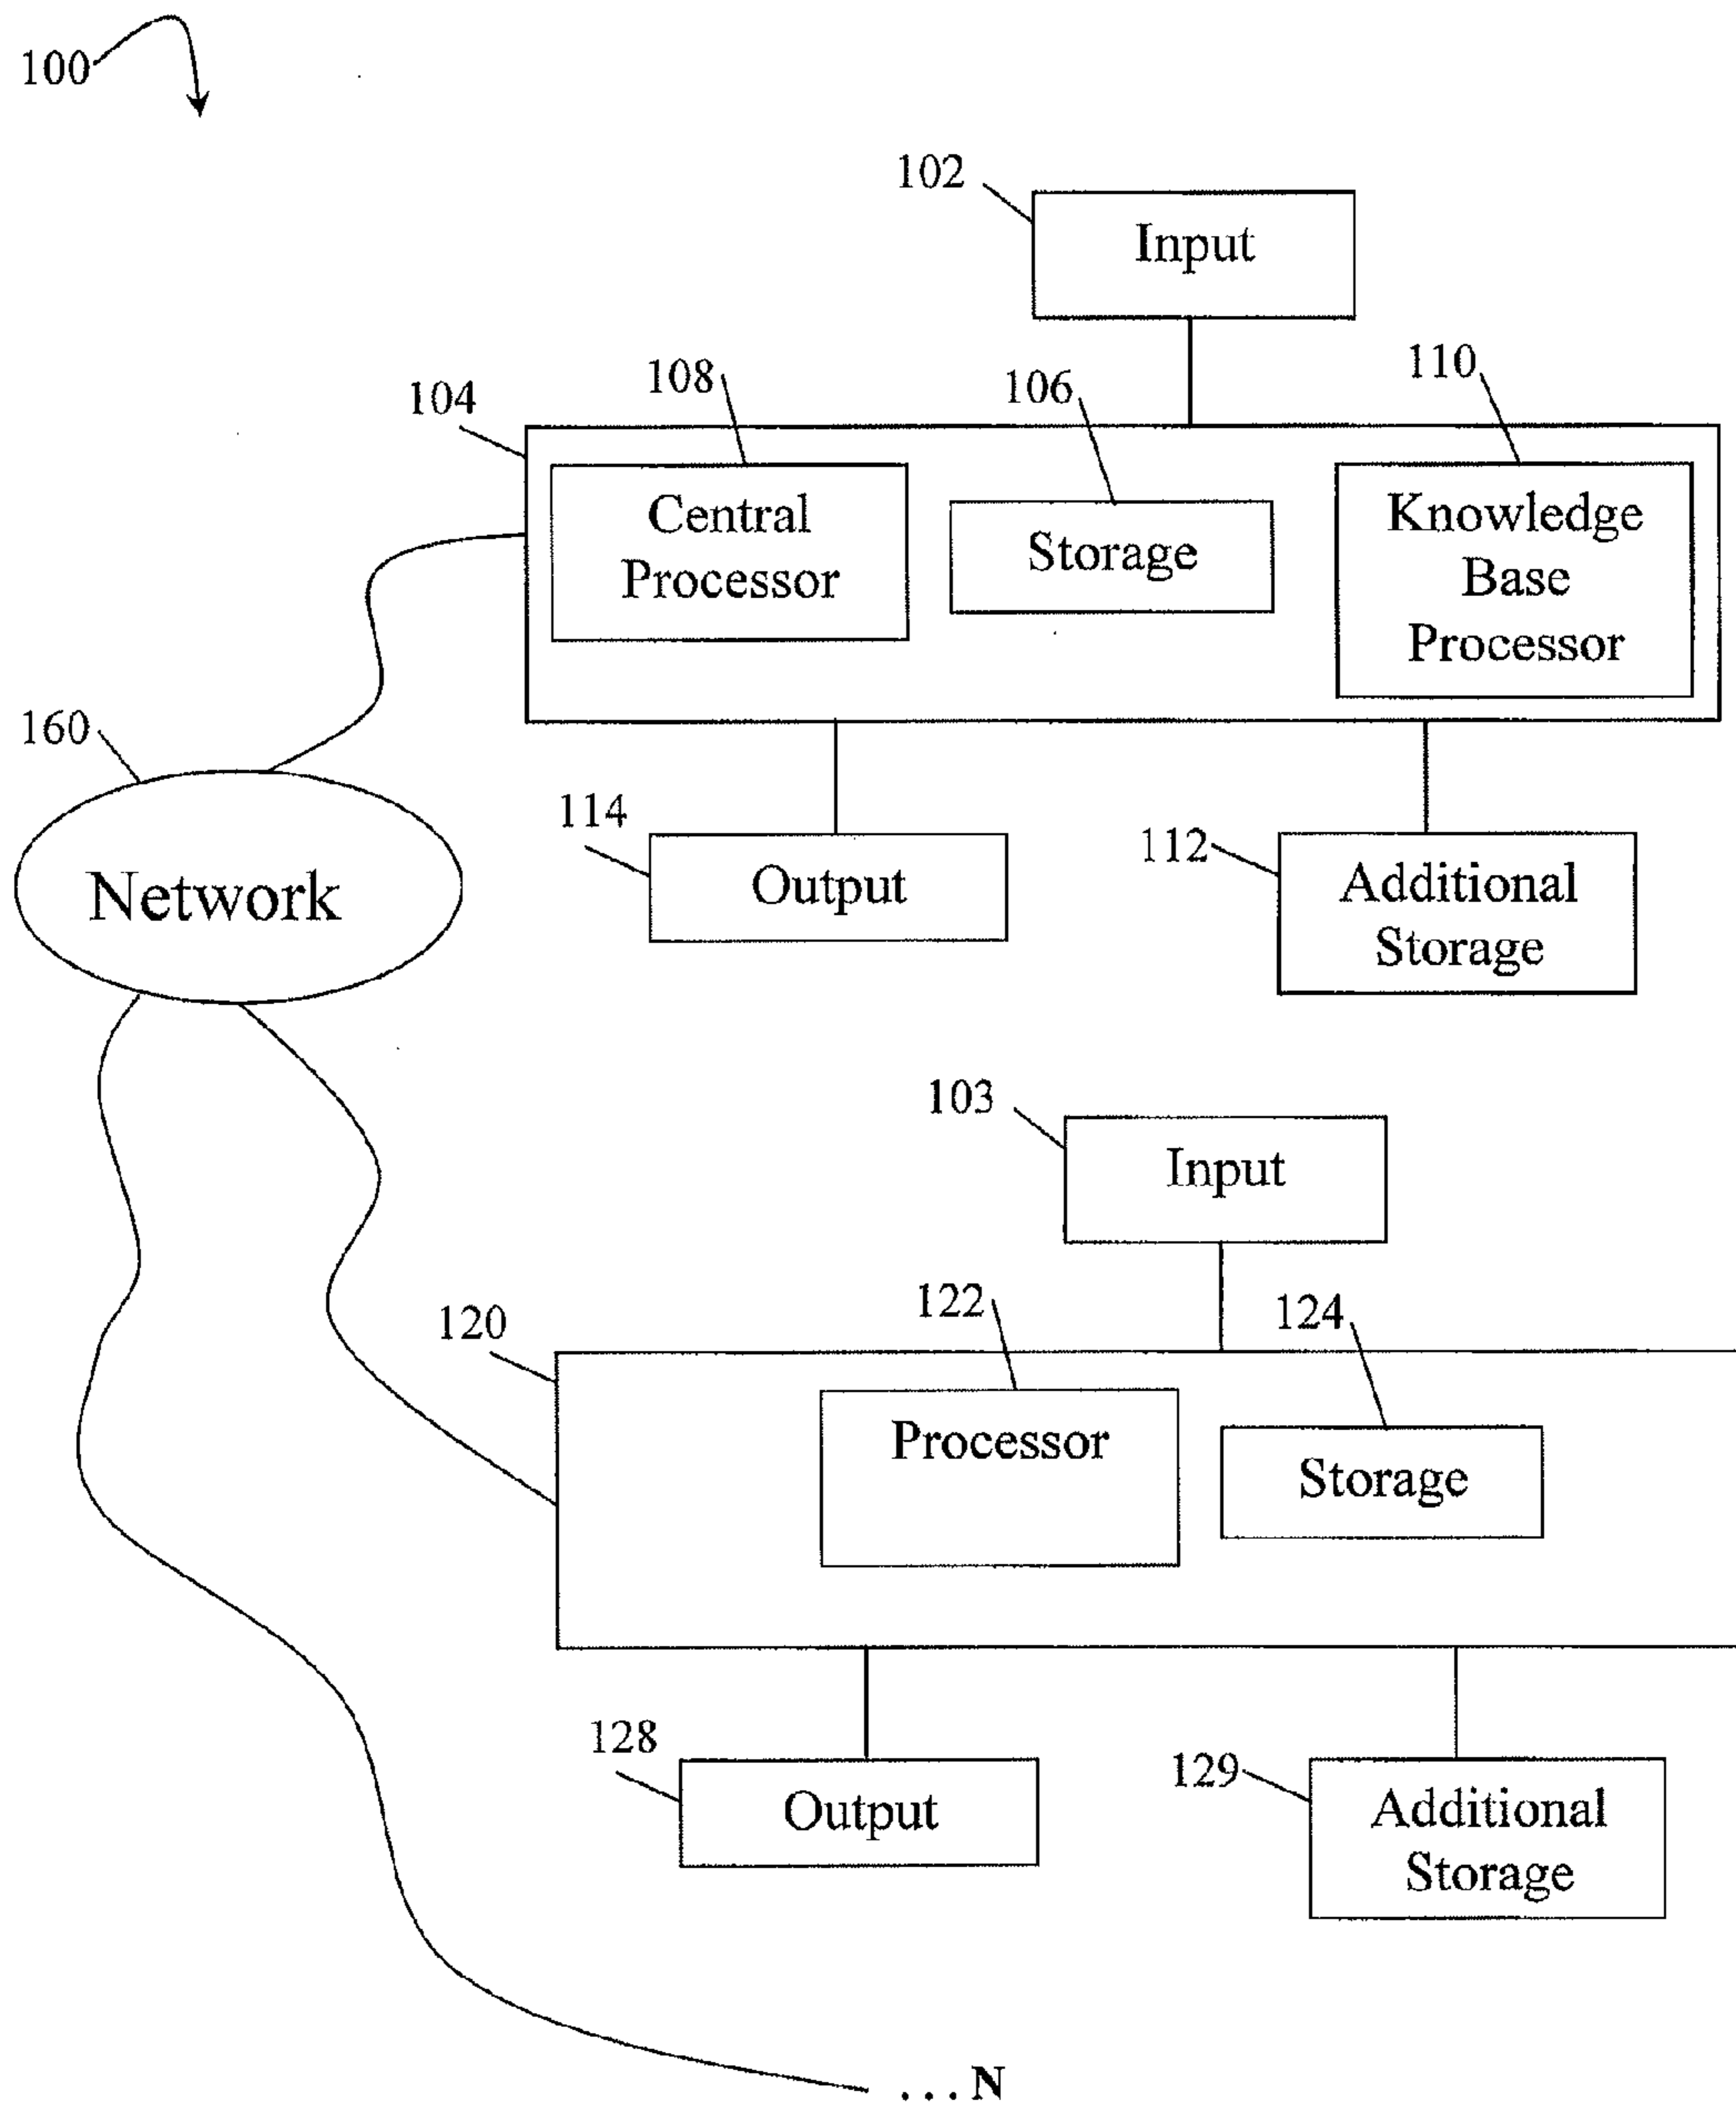 100
102
Input
104
108
106
110
Central
Processor
Storage
Knowledge
Base
Processor
160
Network
114
Output
112
Additional
Storage
103
Input
120
122
124
Processor
Storage
128
Output
129
Additional
Storage
...N